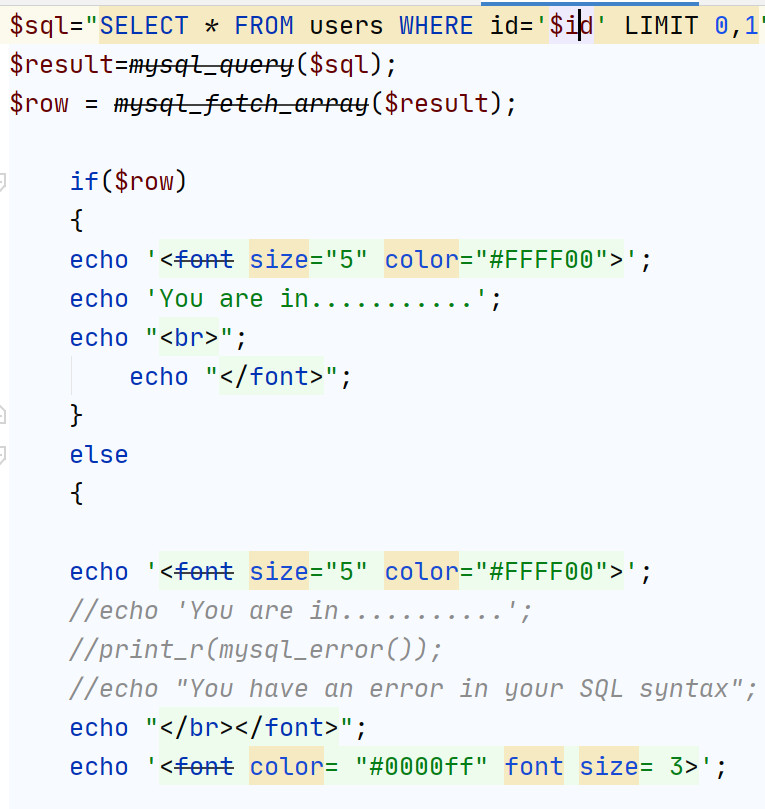 $sql="SELECT * FROM users WHERE id='$id' LIMIT 0,1"
$result=mysql_query($sql);
$row = mysql_fetch_array($result);
if($row)
{
echo '<font size="5" color="#FFFF00">';
echo 'You are in...........';
echo "<br>";
echo "</font>";
}
else
{
echo '<font size="5" color="#FFFF00">';
//echo 'You are in...........';
//print_r(mysql_error());
//echo "You have an error in your SQL syntax";
echo "</br></font>";
echo '<font color= "#0000ff" font size= 3>';